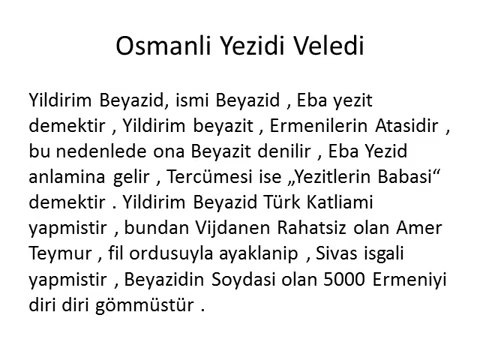 Osmanli Yezidi Veledi
Yildirim Beyazid, ismi Beyazid , Eba yezit
demektir , Yildirim beyazit , Ermenilerin Atasidir ,
bu nedenlede ona Beyazit denilir , Eba Yezid
anlamina gelir , Tercümesi ise „Yezitlerin Babasi“
demektir . Yildirim Beyazid Türk Katliami
yapmistir , bundan Vijdanen Rahatsiz olan Amer
Teymur , fil ordusuyla ayaklanip , Sivas isgali
yapmistir , Beyazidin Soydasi olan 5000 Ermeniyi
diri diri gömmüstür .